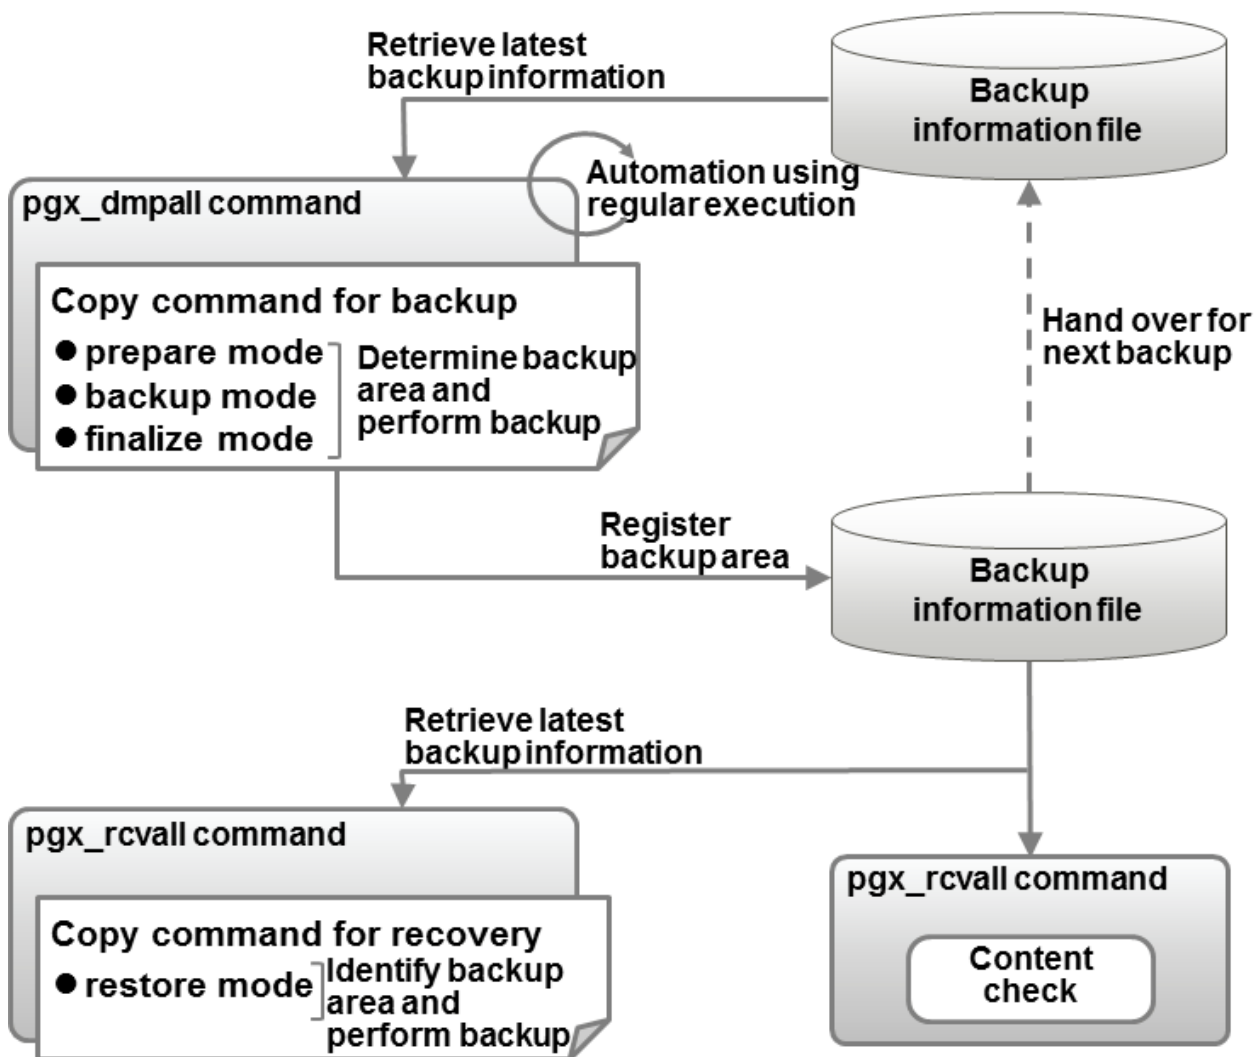 Retrieve latest
backup information
Backup
information file
Automation using
regular execution
pgx_dmpall command
Copy command for backup
● prepare mode
● backup mode
● finalize mode
Determine backup
area and
perform backup
Hand over for
next backup
Register
backup area
Backup
information file
Retrieve latest
backup information
pgx_rcvall command
Copy command for recovery
● restore mode
Identify backup
area and
perform backup
pgx_rcvall command
Content
check